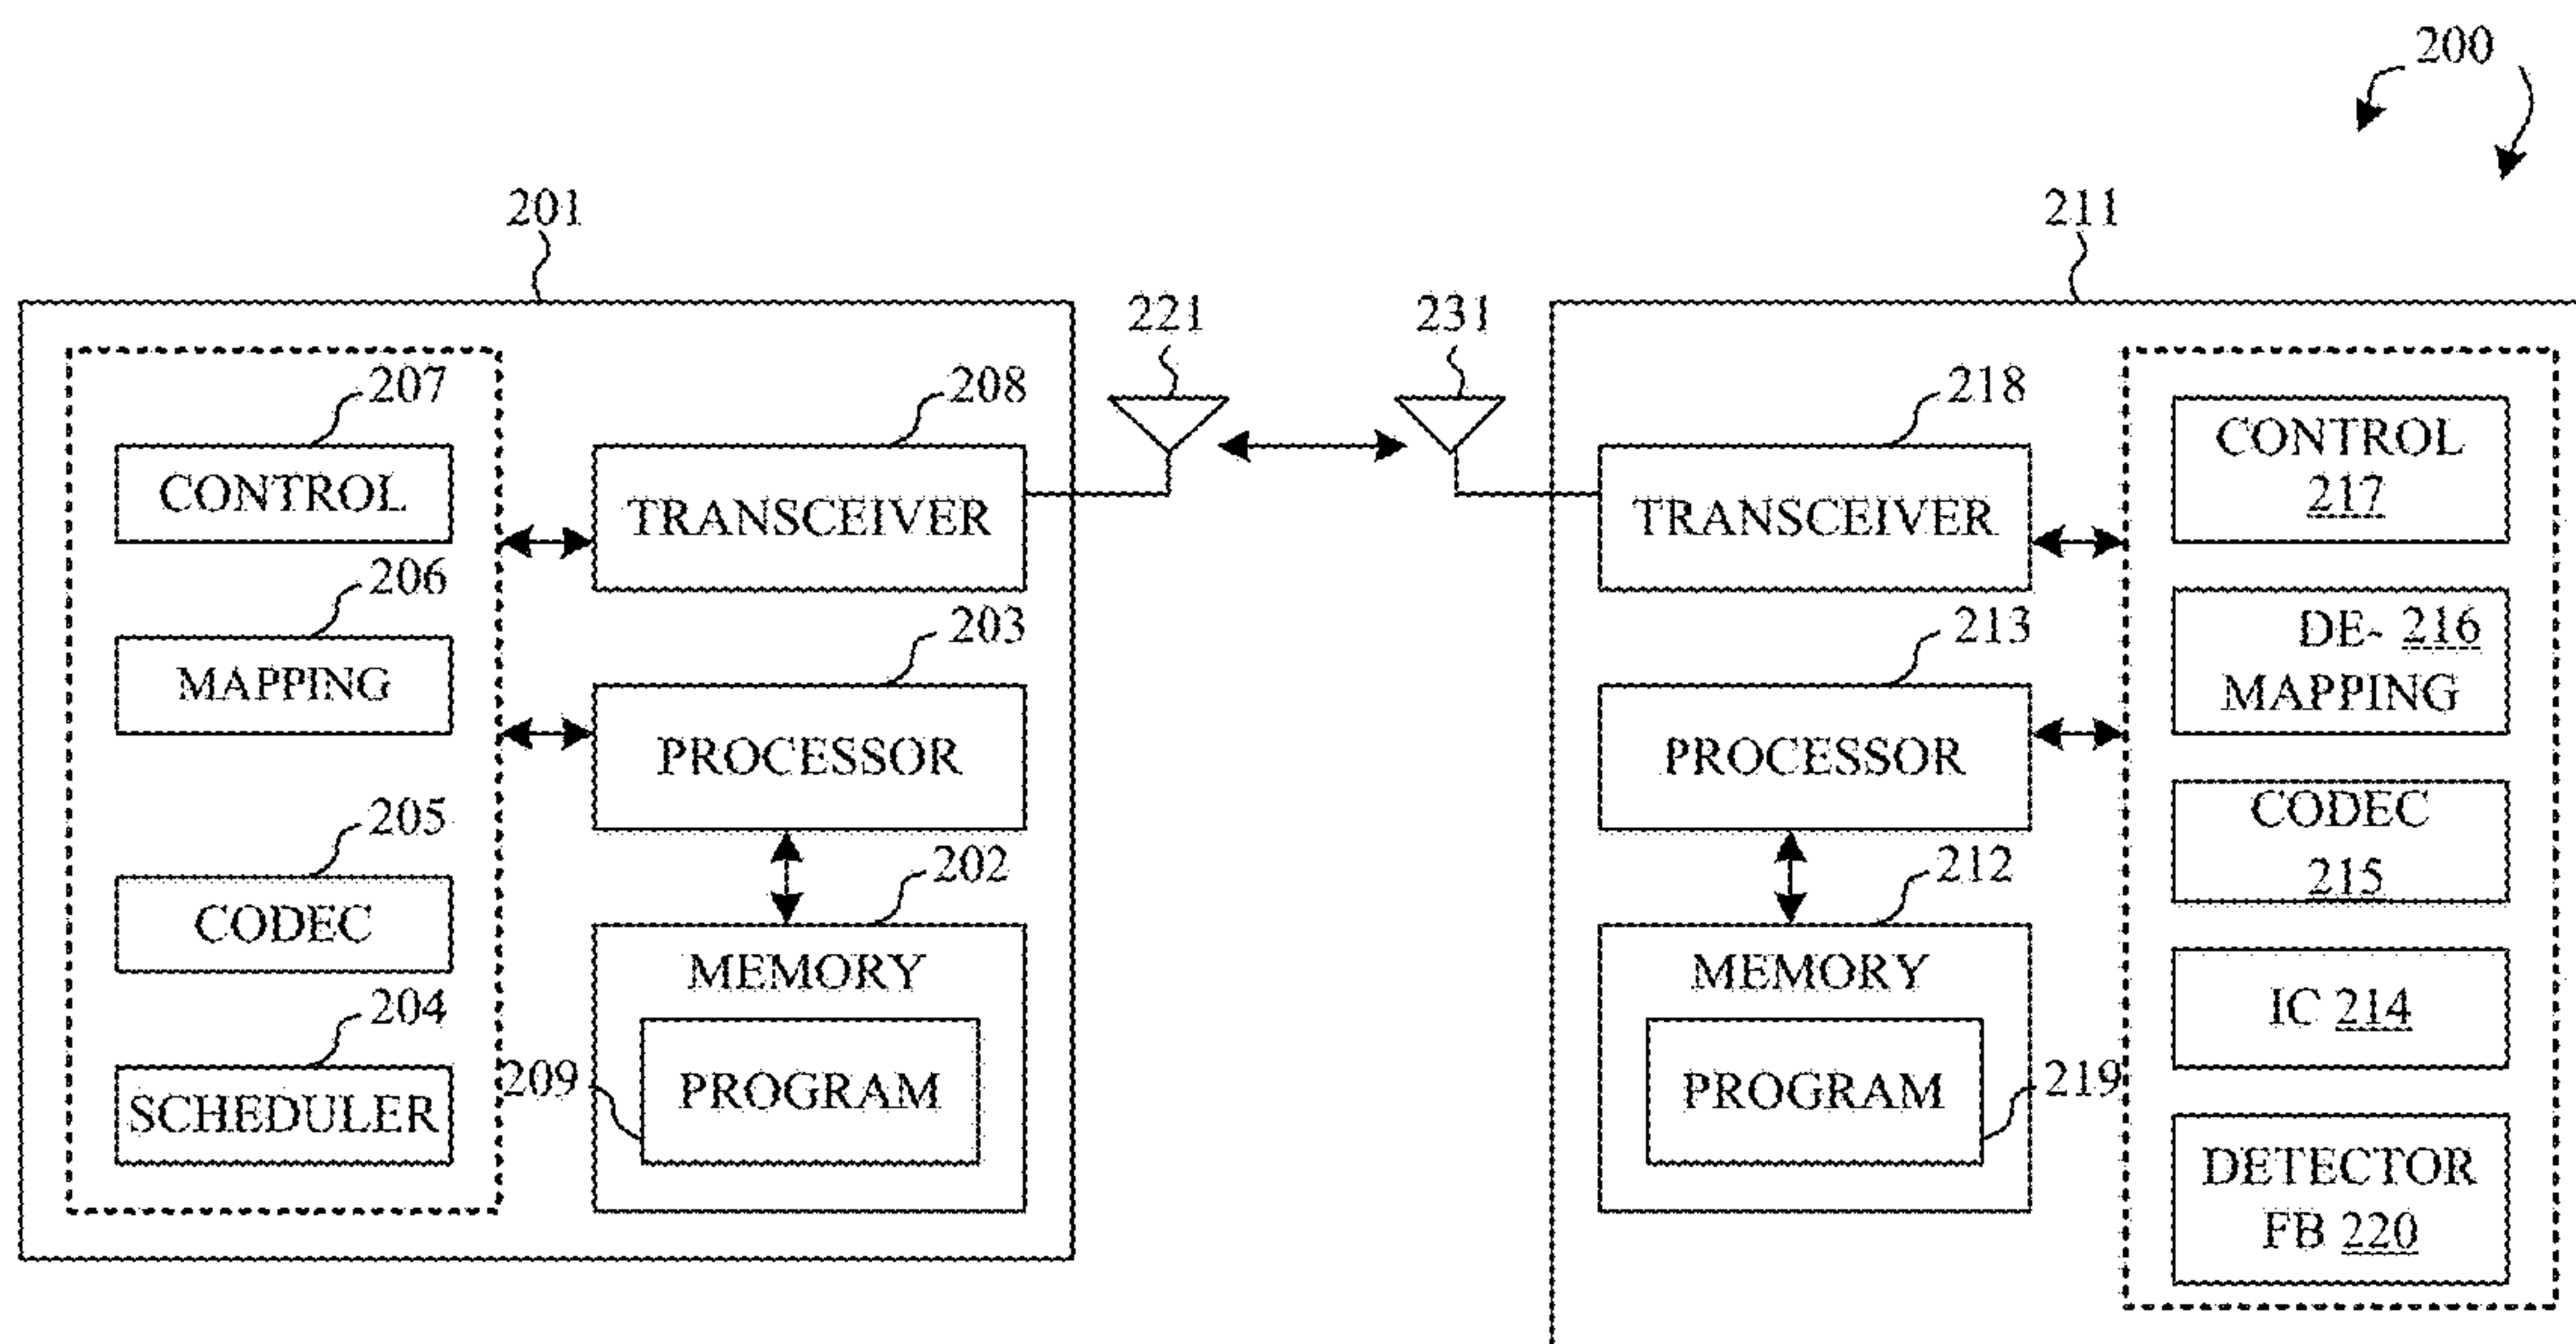 200
201
211
221
231
207
CONTROL
208
TRANSCEIVER
206
MAPPING
203
PROCESSOR
205
CODEC
202
MEMORY
204
SCHEDULER
209
PROGRAM
218
TRANSCEIVER
CONTROL
217
213
PROCESSOR
DE- 216
MAPPING
212
MEMORY
CODEC
215
IC 214
219
PROGRAM
DETECTOR
FB 220